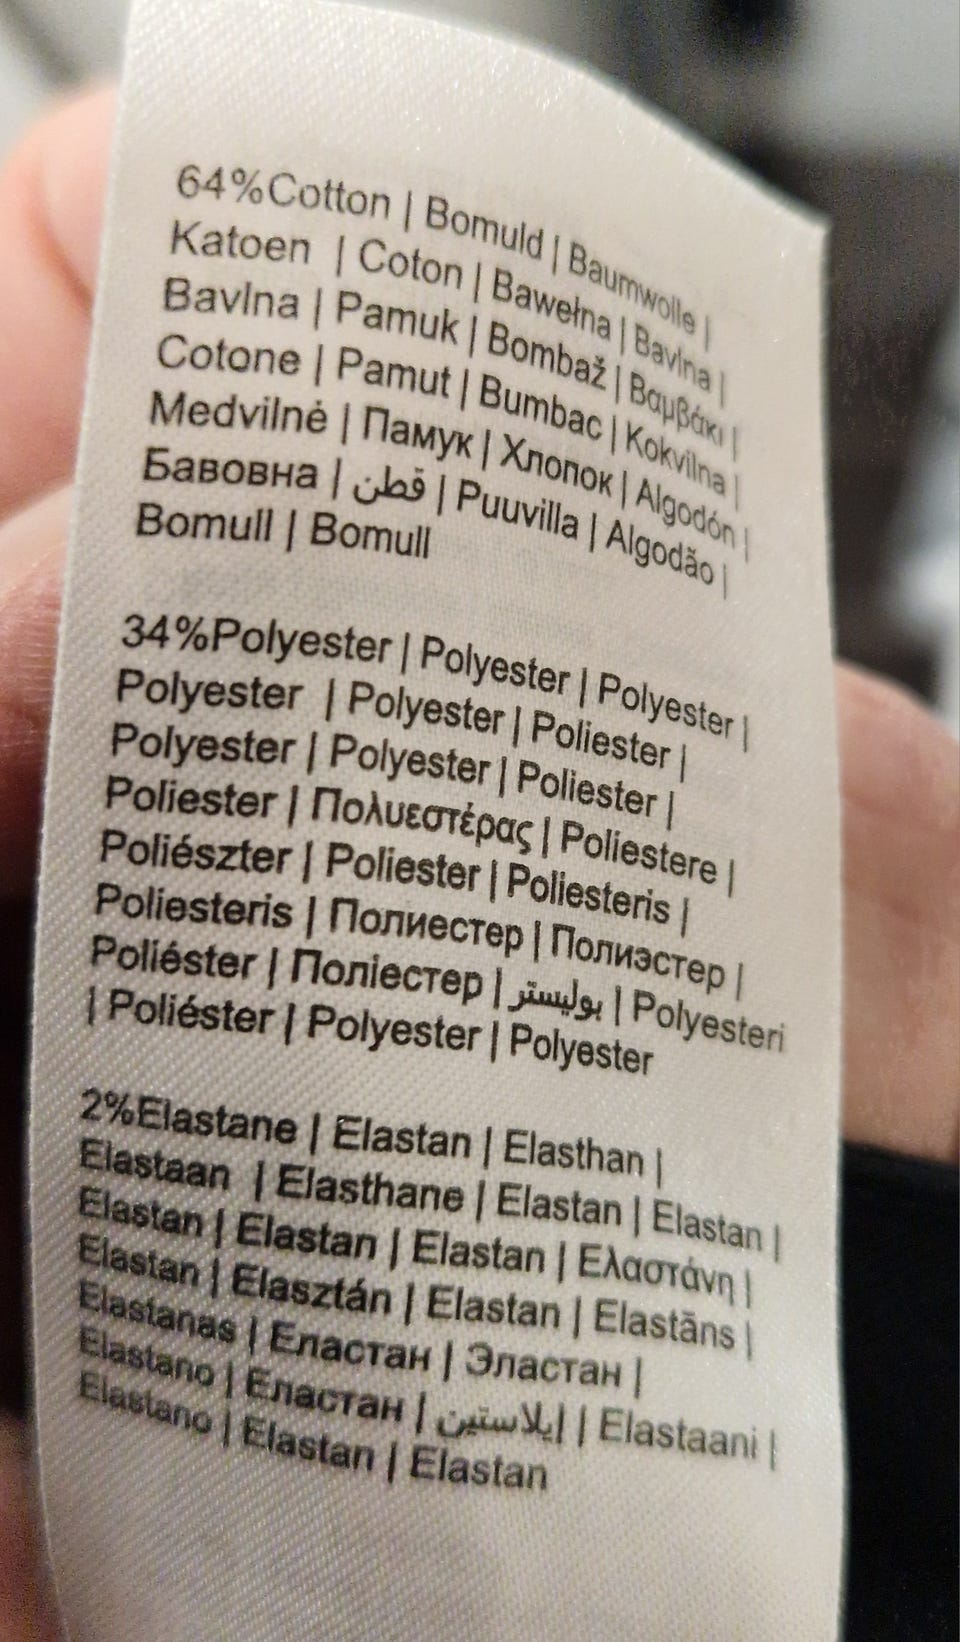 64%Cotton | Bomuld | Baumwolle |
Katoen | Coton | Bawełna | Bavlna |
Bavlna | Pamuk | Bombaž | Βαμβάκι |
Cotone | Pamut | Bumbac | Kokvilna |
Medvilnė | Памук | Хлопок | Algodón |
Бавовна | قطن | Puuvilla | Algodão |
Bomull | Bomull
34%Polyester | Polyester | Polyester |
Polyester | Polyester | Poliester |
Polyester | Polyester | Poliester |
Poliester | Πολυεστέρας | Poliestere |
Poliészter | Poliester | Poliesteris |
Poliesteris | Полиестер | Полиэстер |
Poliéster | Поліестер | بوليستر | Polyesteri
| Poliéster | Polyester | Polyester
2%Elastane | Elastan | Elasthan |
Elastaan | Elasthane | Elastan | Elastan |
Elastan | Elastan | Elastan | Ελαστάνη |
Elastan | Elasztán | Elastan | Elastāns |
Elastanas | Еластан | Эластан |
Elastano | Еластан | إيلاستين | Elastaani |
Elastano | Elastan | Elastan